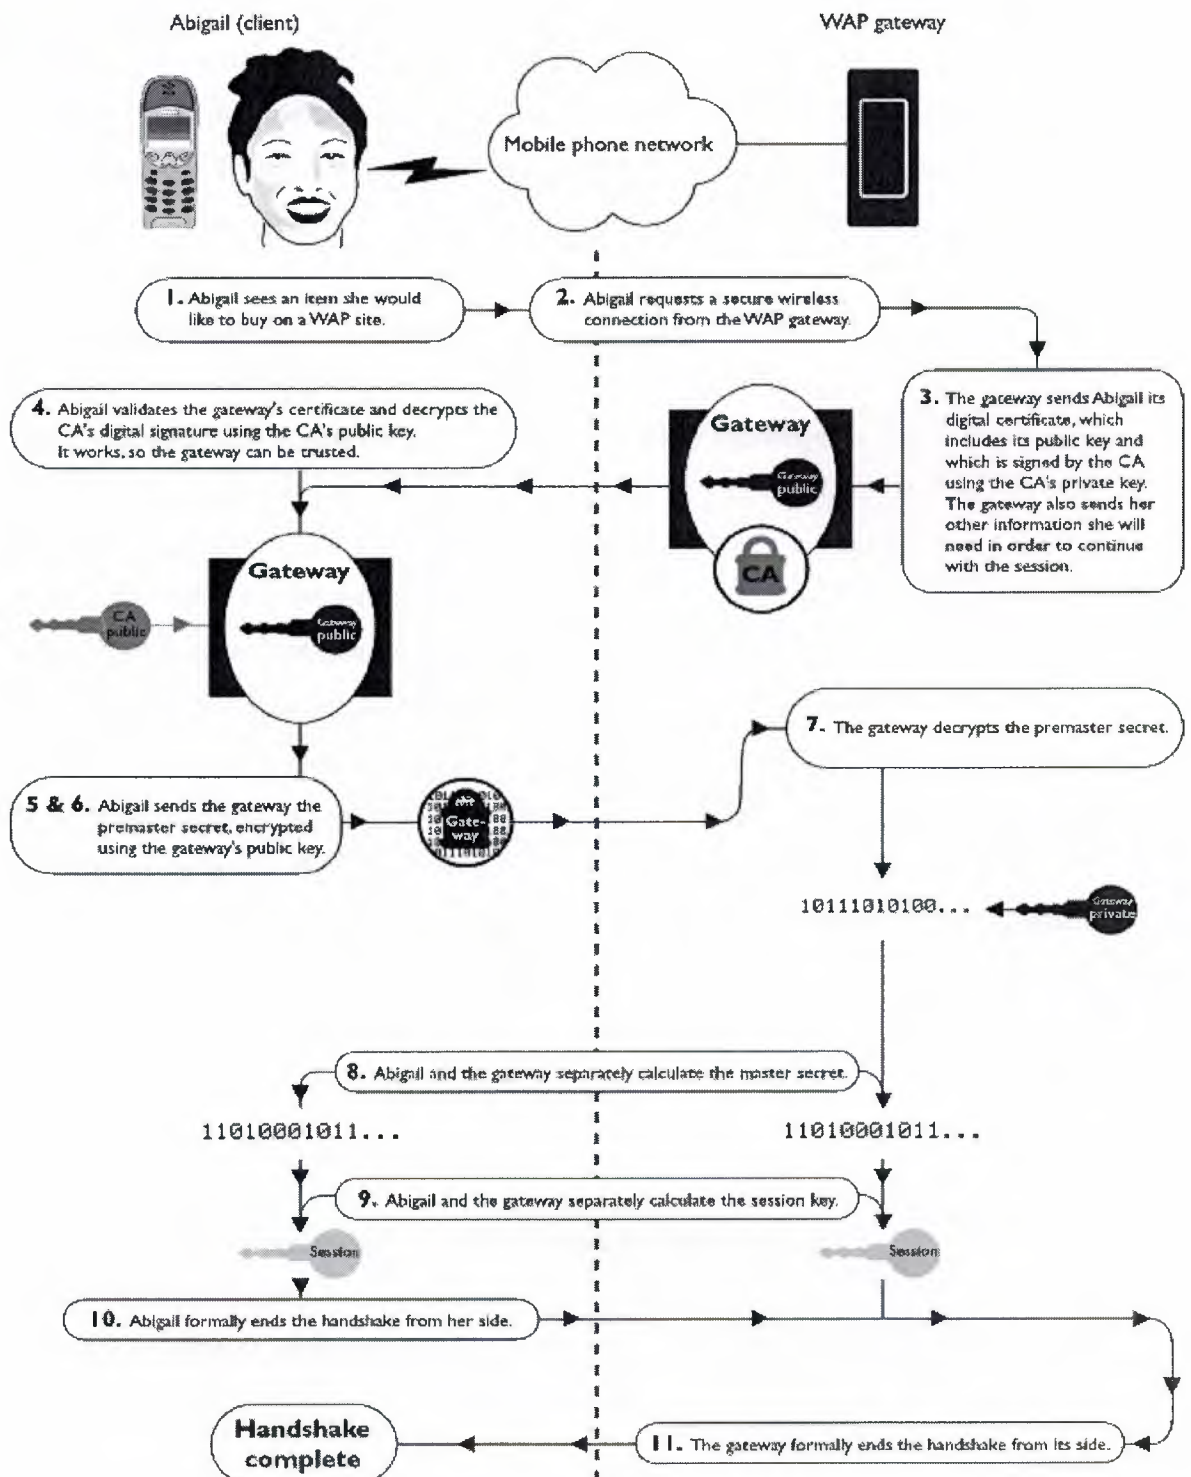 Abigail (client)
WAP gateway
Mobile phone network
1. Abigail sees an item she would
like to buy on a WAP site.
2. Abigail requests a secure wireless
connection from the WAP gateway.
3. The gateway sends Abigail its
digital certificate, which
includes its public key and
which is signed by the CA
using the CA's private key.
The gateway also sends her
other information she will
need in order to continue
with the session.
4. Abigail validates the gateway's certificate and decrypts the
CA's digital signature using the CA's public key.
It works, so the gateway can be trusted.
Gateway
Gateway
public
CA
Gateway
CA
public
Gateway
public
7. The gateway decrypts the premaster secret.
5 & 6. Abigail sends the gateway the
premaster secret, encrypted
using the gateway's public key.
Gate-
way
10111010100...
Gateway
private
8. Abigail and the gateway separately calculate the master secret.
11010001011...
11010001011...
9. Abigail and the gateway separately calculate the session key.
Session
Session
10. Abigail formally ends the handshake from her side.
Handshake
complete
11. The gateway formally ends the handshake from its side.